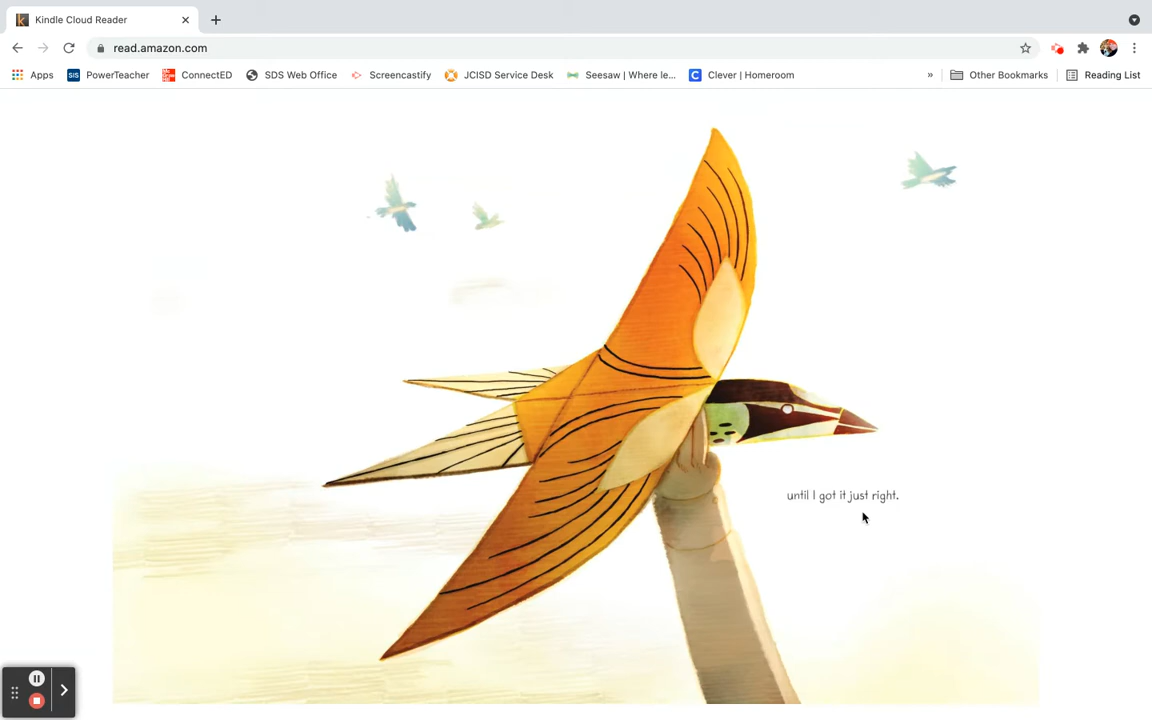 Kindle Cloud Reader
read.amazon.com
Apps
SiS PowerTeacher
ConnectED
SDS Web Office
Screencastify
JCISD Service Desk
Seesaw | Where le...
C Clever | Homeroom
»
Other Bookmarks
Reading List
until I got it just right.